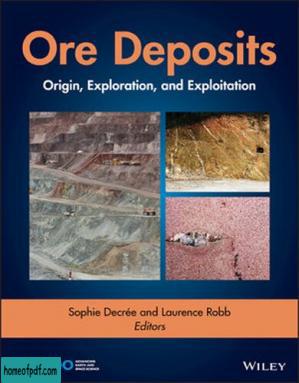 Ore Deposits
Origin, Exploration, and Exploitation
Sophie Decrée and Laurence Robb
Editors
WILEY
homeofpdf.com